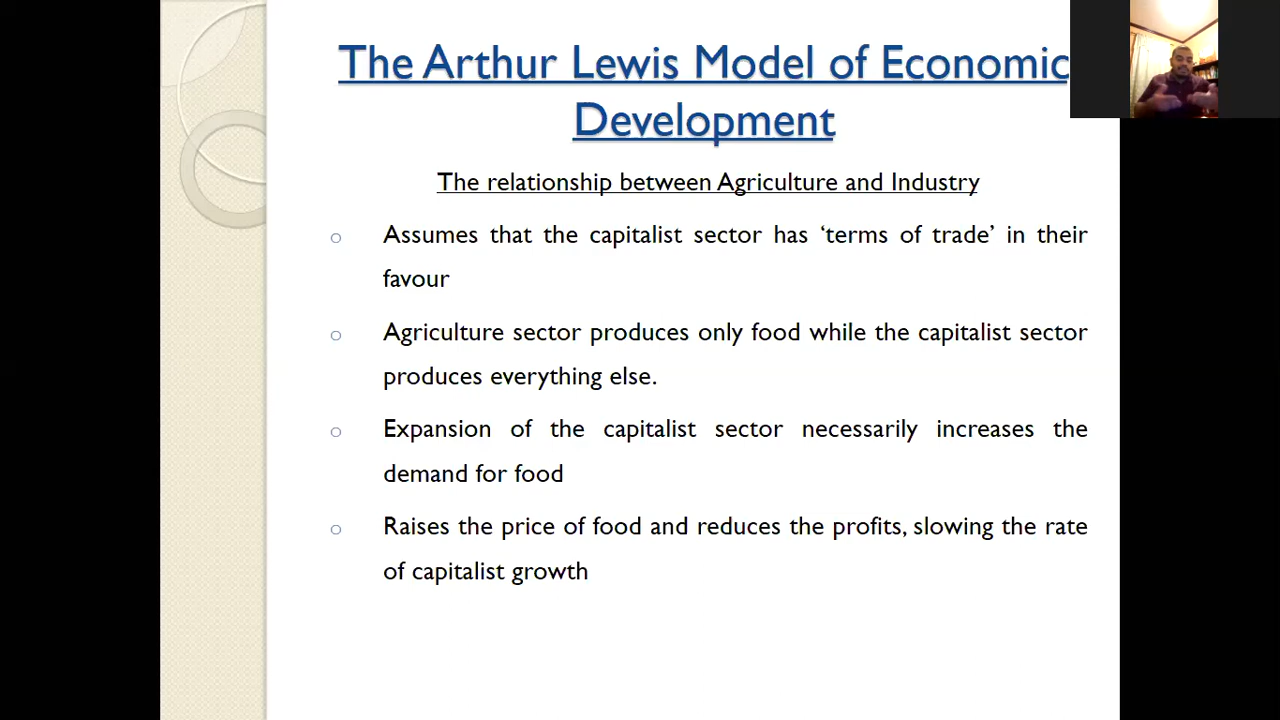 The Arthur Lewis Model of Economic
Development
The relationship between Agriculture and Industry
Assumes that the capitalist sector has ‘terms of trade’ in their
favour
Agriculture sector produces only food while the capitalist sector
produces everything else.
Expansion of the capitalist sector necessarily increases the
demand for food
Raises the price of food and reduces the profits, slowing the rate
of capitalist growth